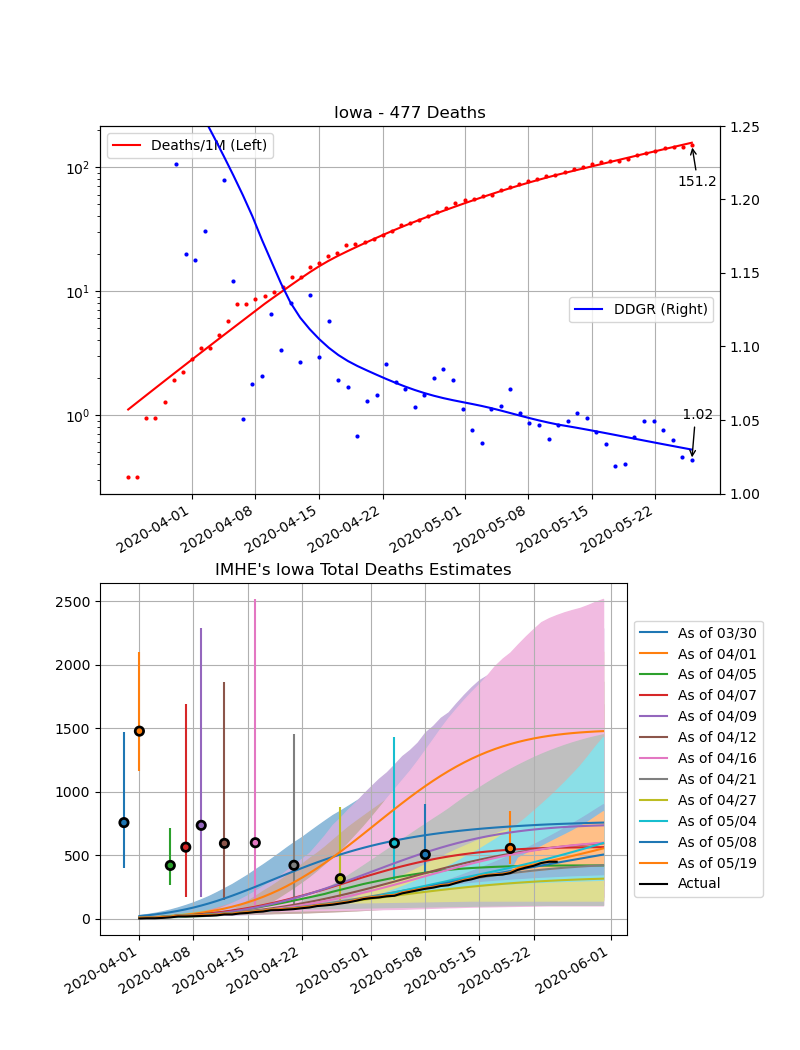 Iowa - 477 Deaths
Deaths/1M (Left)
DDGR (Right)
151.2
1.02
10^2
10^1
10^0
1.25
1.20
1.15
1.10
1.05
1.00
2020-04-01
2020-04-08
2020-04-15
2020-04-22
2020-05-01
2020-05-08
2020-05-15
2020-05-22
IMHE's Iowa Total Deaths Estimates
2500
2000
1500
1000
500
0
2020-04-01
2020-04-08
2020-04-15
2020-04-22
2020-05-01
2020-05-08
2020-05-15
2020-05-22
2020-06-01
As of 03/30
As of 04/01
As of 04/05
As of 04/07
As of 04/09
As of 04/12
As of 04/16
As of 04/21
As of 04/27
As of 05/04
As of 05/08
As of 05/19
Actual